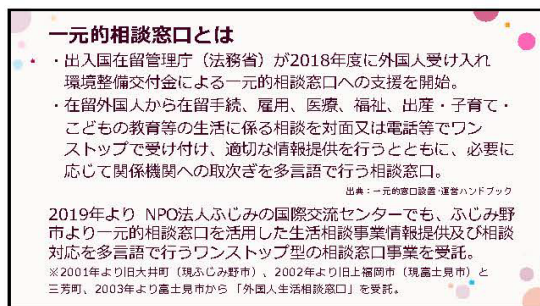 一元的相談窓口とは
・出入国在留管理庁（法務省）が2018年度に外国人受け入れ
環境整備交付金による一元的相談窓口への支援を開始。
・在留外国人から在留手続、雇用、医療、福祉、出産・子育て・
こどもの教育等の生活に係る相談を対面又は電話等でワン
ストップで受け付け、適切な情報提供を行うとともに、必要に
応じて関係機関への取次ぎを多言語で行う相談窓口。
出典：一元的窓口設置・運営ハンドブック
2019年より NPO法人ふじみの国際交流センターでも、ふじみ野
市より一元的相談窓口を活用した生活相談事業情報提供及び相談
対応を多言語で行うワンストップ型の相談窓口事業を受託。
※2001年より旧大井町（現ふじみ野市）、2002年より旧上福岡市（現富士見市）と
三芳町、2003年より富士見市から「外国人生活相談窓口」を受託。